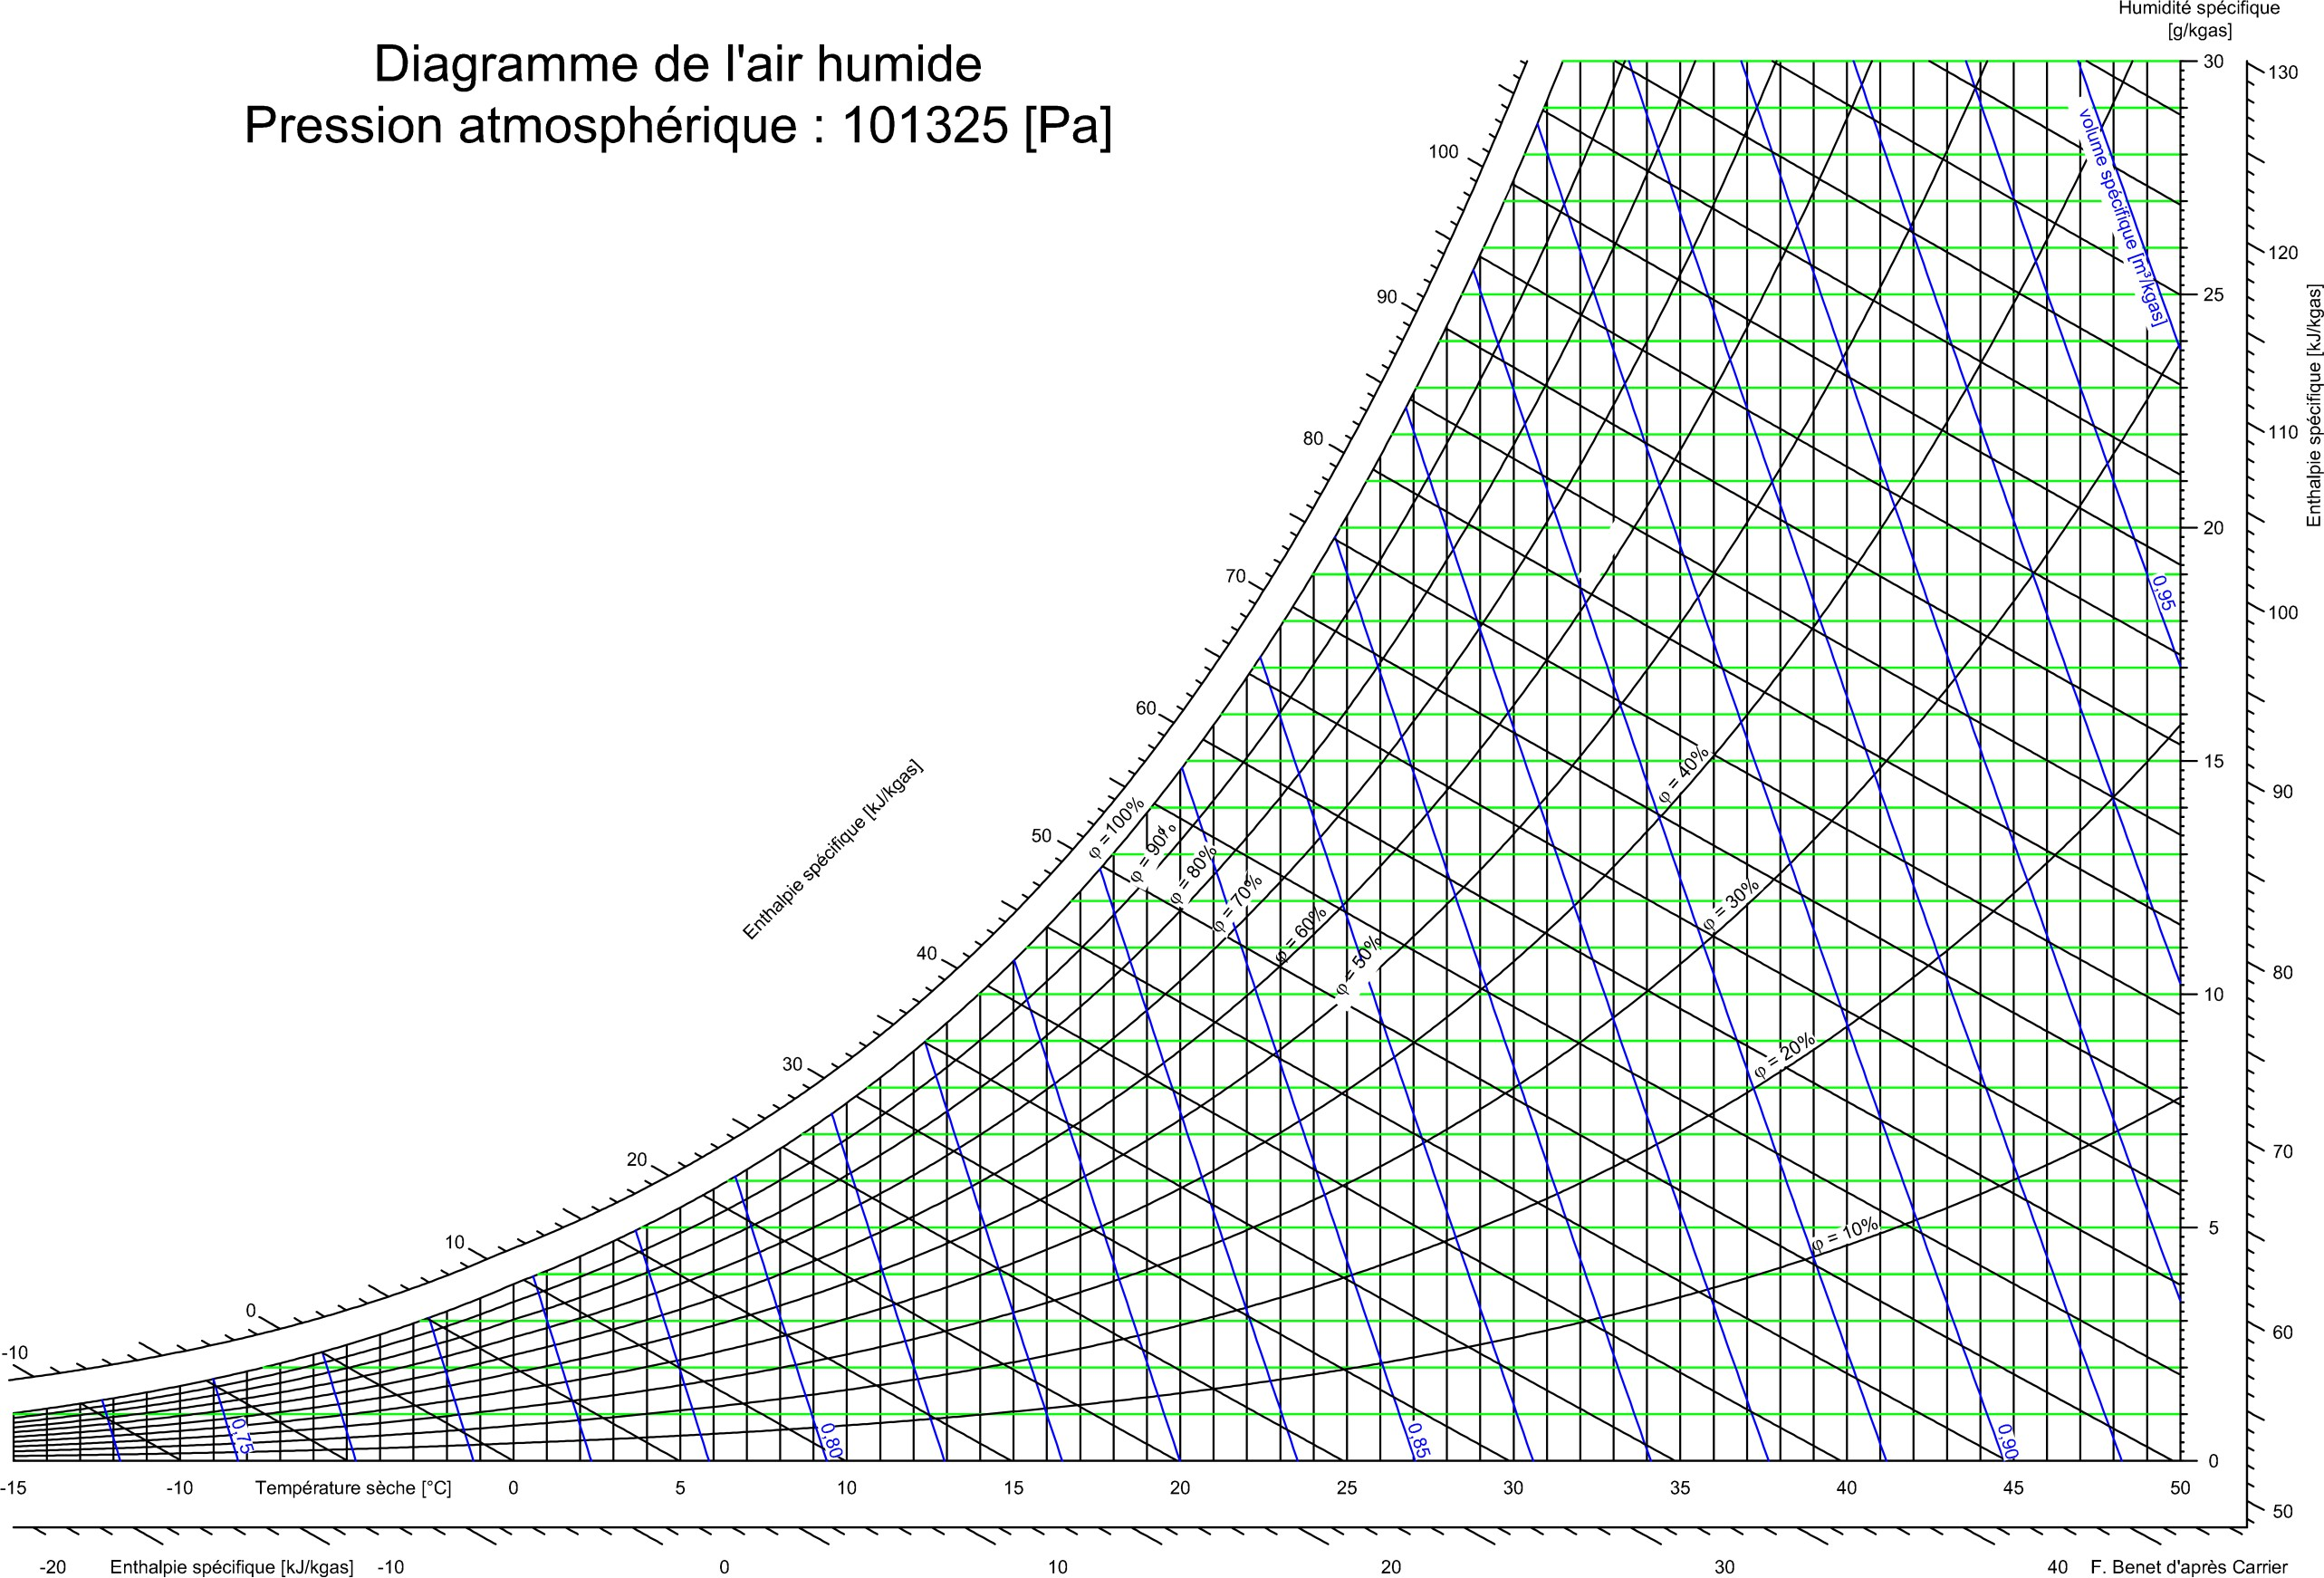 Humidité spécifique
[g/kgas]
Diagramme de l'air humide
Pression atmosphérique : 101325 [Pa]
30
130
100
volume spécifique [m³/kgas]
120
90
25
Enthalpie spécifique [kJ/kgas]
110
80
20
70
0,95
100
60
15
φ = 40%
90
Enthalpie spécifique [kJ/kgas]
50
φ = 100%
φ = 90%
φ = 80%
φ = 70%
φ = 60%
φ = 50%
φ = 30%
40
10
80
30
φ = 20%
20
70
10
5
φ = 10%
0
60
-10
0,75
0,80
0,85
0,90
0
-15
-10
Température sèche [°C]
0
5
10
15
20
25
30
35
40
45
50
50
-20
Enthalpie spécifique [kJ/kgas]
-10
0
10
20
30
40
F. Benet d'après Carrier